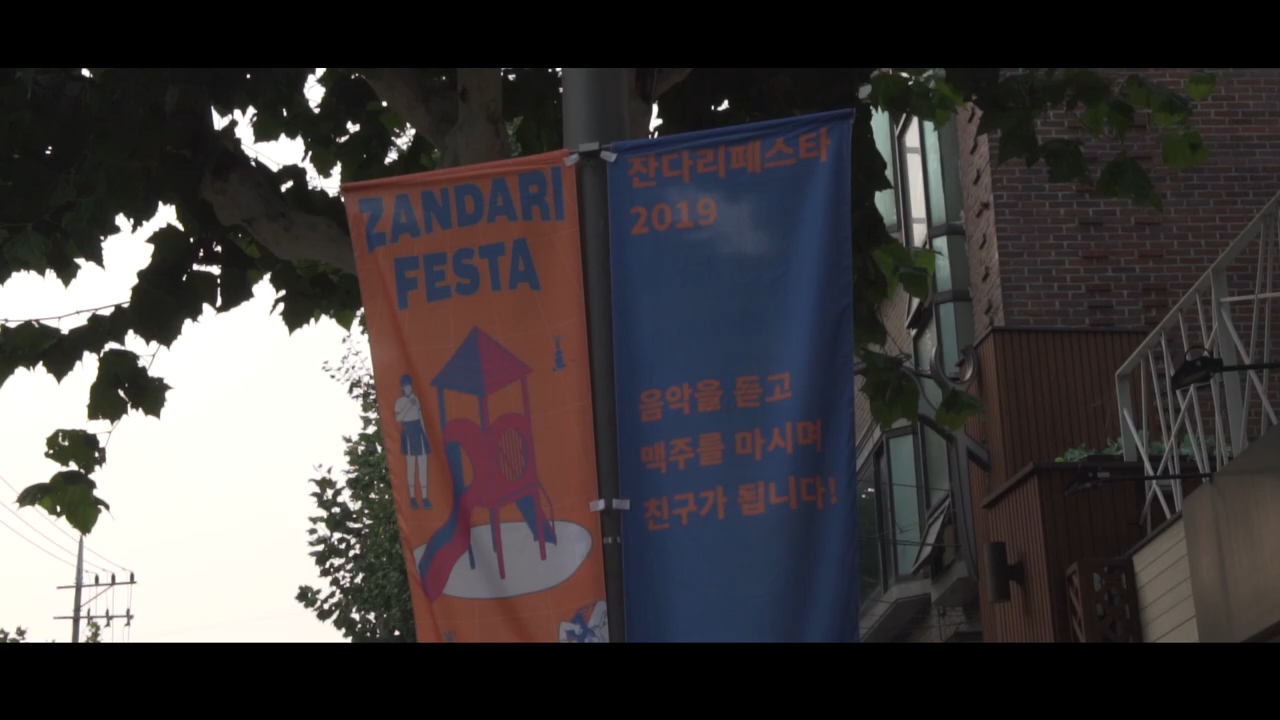 ZANDARI
FESTA
잔다리페스타
2019
음악을 듣고
맥주를 마시며
친구가 됩니다!